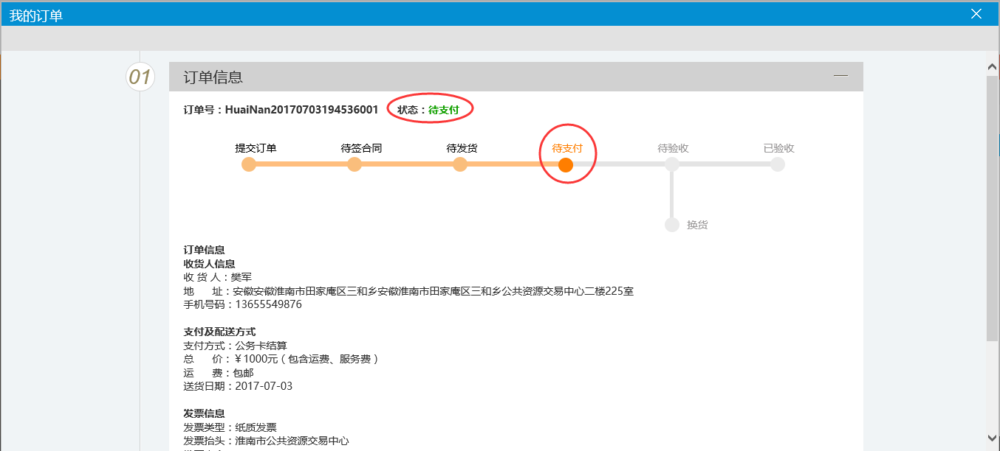 我的订单
01
订单信息
订单号：HuaiNan20170703194536001 状态：待支付
提交订单 待签合同 待发货 待支付 待验收 已验收
换货
订单信息
收货人信息
收 货 人：樊军
地 址：安徽安徽淮南市田家庵区三和乡安徽淮南市田家庵区三和乡公共资源交易中心二楼225室
手机号码：13655549876
支付及配送方式
支付方式：公务卡结算
总 价：￥1000元（包含运费、服务费）
运 费：包邮
送货日期：2017-07-03
发票信息
发票类型：纸质发票
发票抬头：淮南市公共资源交易中心